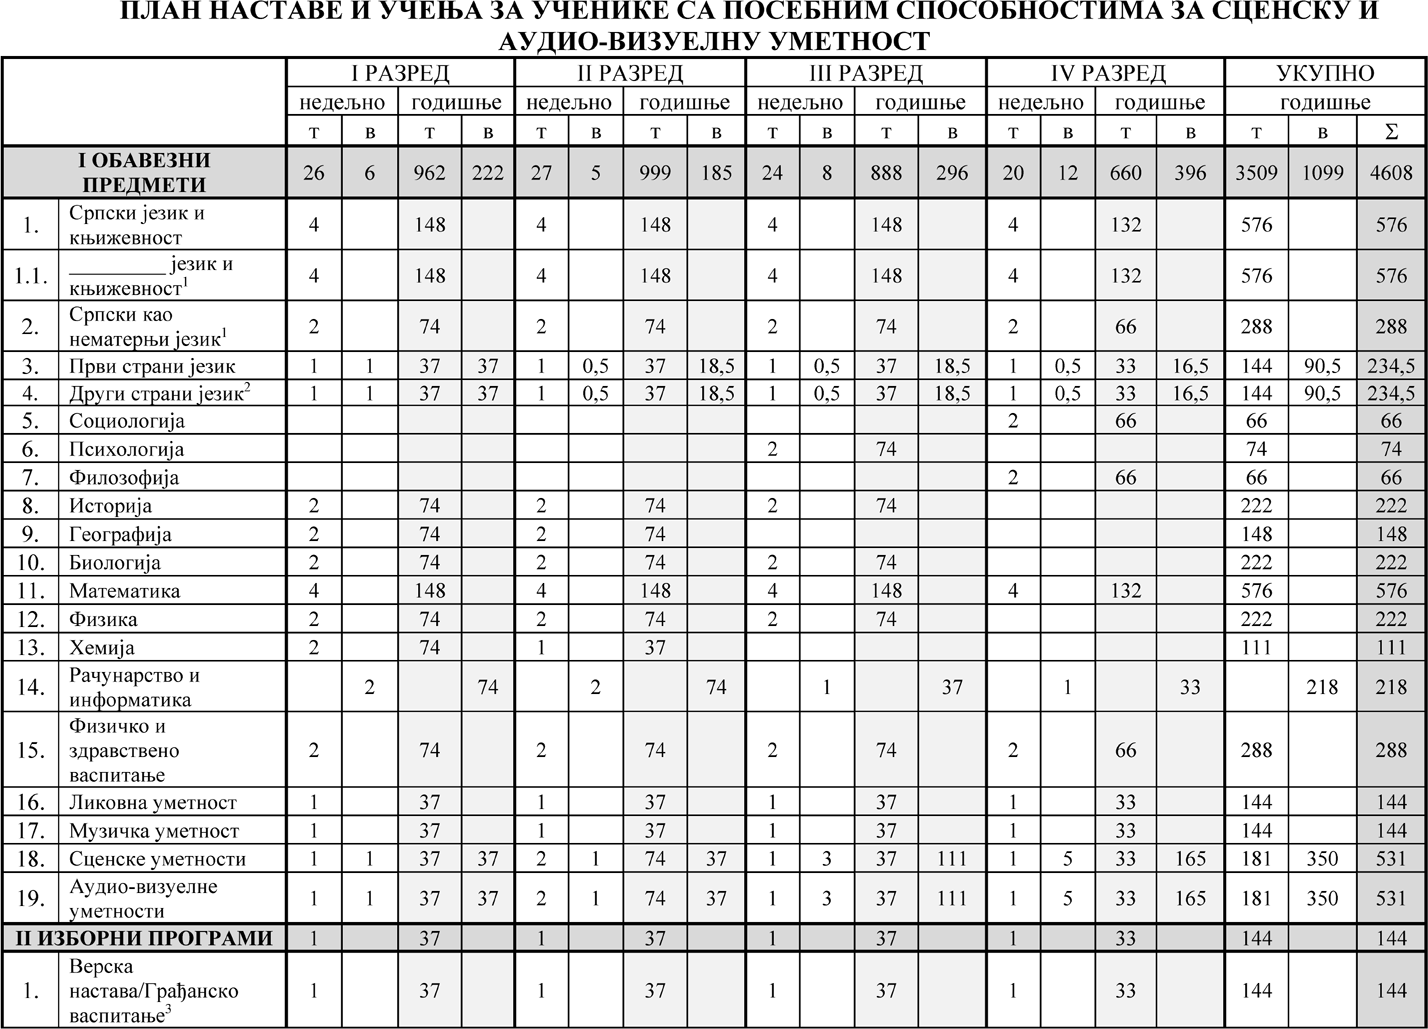 ПЛАН НАСТАВЕ И УЧЕЊА ЗА УЧЕНИКЕ СА ПОСЕБНИМ СПОСОБНОСТИМА ЗА СЦЕНСКУ И
АУДИО-ВИЗУЕЛНУ УМЕТНОСТ
I РАЗРЕД II РАЗРЕД III РАЗРЕД IV РАЗРЕД УКУПНО
недељно годишње недељно годишње недељно годишње недељно годишње годишње
т в т в т в т в т в т в т в т в т в Σ
I ОБАВЕЗНИ
ПРЕДМЕТИ 26 6 962 222 27 5 999 185 24 8 888 296 20 12 660 396 3509 1099 4608
1. Српски језик и
књижевност 4 148 4 148 4 148 4 132 576 576
1.1. _________ језик и
књижевност1 4 148 4 148 4 148 4 132 576 576
2. Српски као
нематерњи језик1 2 74 2 74 2 74 2 66 288 288
3. Први страни језик 1 1 37 37 1 0,5 37 18,5 1 0,5 37 18,5 1 0,5 33 16,5 144 90,5 234,5
4. Други страни језик2 1 1 37 37 1 0,5 37 18,5 1 0,5 37 18,5 1 0,5 33 16,5 144 90,5 234,5
5. Социологија 2 66 66 66
6. Психологија 2 74 74 74
7. Филозофија 2 66 66 66
8. Историја 2 74 2 74 2 74 222 222
9. Географија 2 74 2 74 148 148
10. Биологија 2 74 2 74 2 74 222 222
11. Математика 4 148 4 148 4 148 4 132 576 576
12. Физика 2 74 2 74 2 74 222 222
13. Хемија 2 74 1 37 111 111
14. Рачунарство и
информатика 2 74 2 74 1 37 1 33 218 218
15. Физичко и
здравствено
васпитање 2 74 2 74 2 74 2 66 288 288
16. Ликовна уметност 1 37 1 37 1 37 1 33 144 144
17. Музичка уметност 1 37 1 37 1 37 1 33 144 144
18. Сценске уметности 1 1 37 37 2 1 74 37 1 3 37 111 1 5 33 165 181 350 531
19. Аудио-визуелне
уметности 1 1 37 37 2 1 74 37 1 3 37 111 1 5 33 165 181 350 531
II ИЗБОРНИ ПРОГРАМИ 1 37 1 37 1 37 1 33 144 144
1. Верска
настава/Грађанско
васпитање3 1 37 1 37 1 37 1 33 144 144